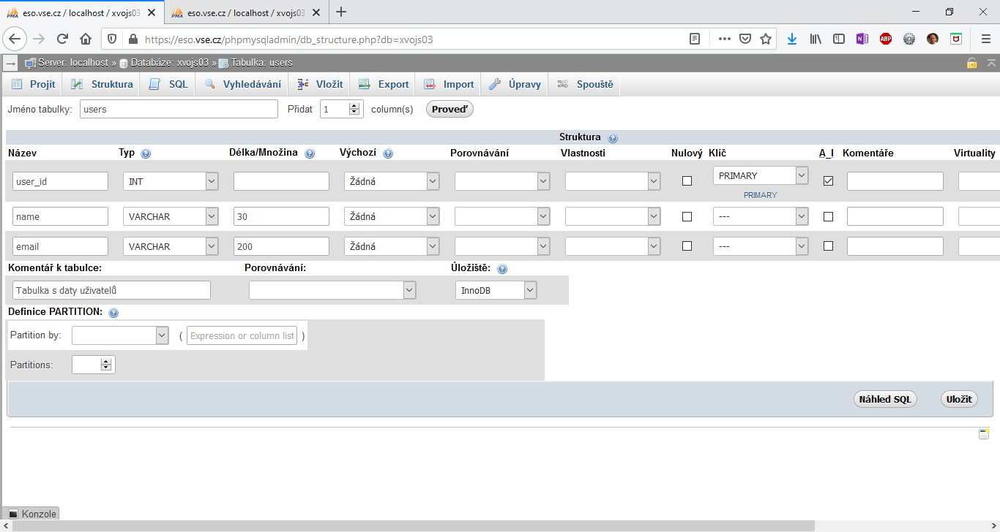 eso.vse.cz / localhost / xvojs03
eso.vse.cz / localhost / xvojs03
https://eso.vse.cz/phpmysqladmin/db_structure.php?db=xvojs03
Server: localhost » Databáze: xvojs03 » Tabulka: users
Projít Struktura SQL Vyhledávání Vložit Export Import Úpravy Spouště
Jméno tabulky: users Přidat 1 column(s) Proveď
Struktura
Název Typ Délka/Množina Výchozí Porovnávání Vlastnosti Nulový Klíč A_I Komentáře Virtuality
user_id INT Žádná PRIMARY
PRIMARY
name VARCHAR 30 Žádná ---
email VARCHAR 200 Žádná ---
Komentář k tabulce: Porovnávání: Úložiště:
Tabulka s daty uživatelů InnoDB
Definice PARTITION:
Partition by: ( Expression or column list )
Partitions:
Náhled SQL Uložit
Konzole